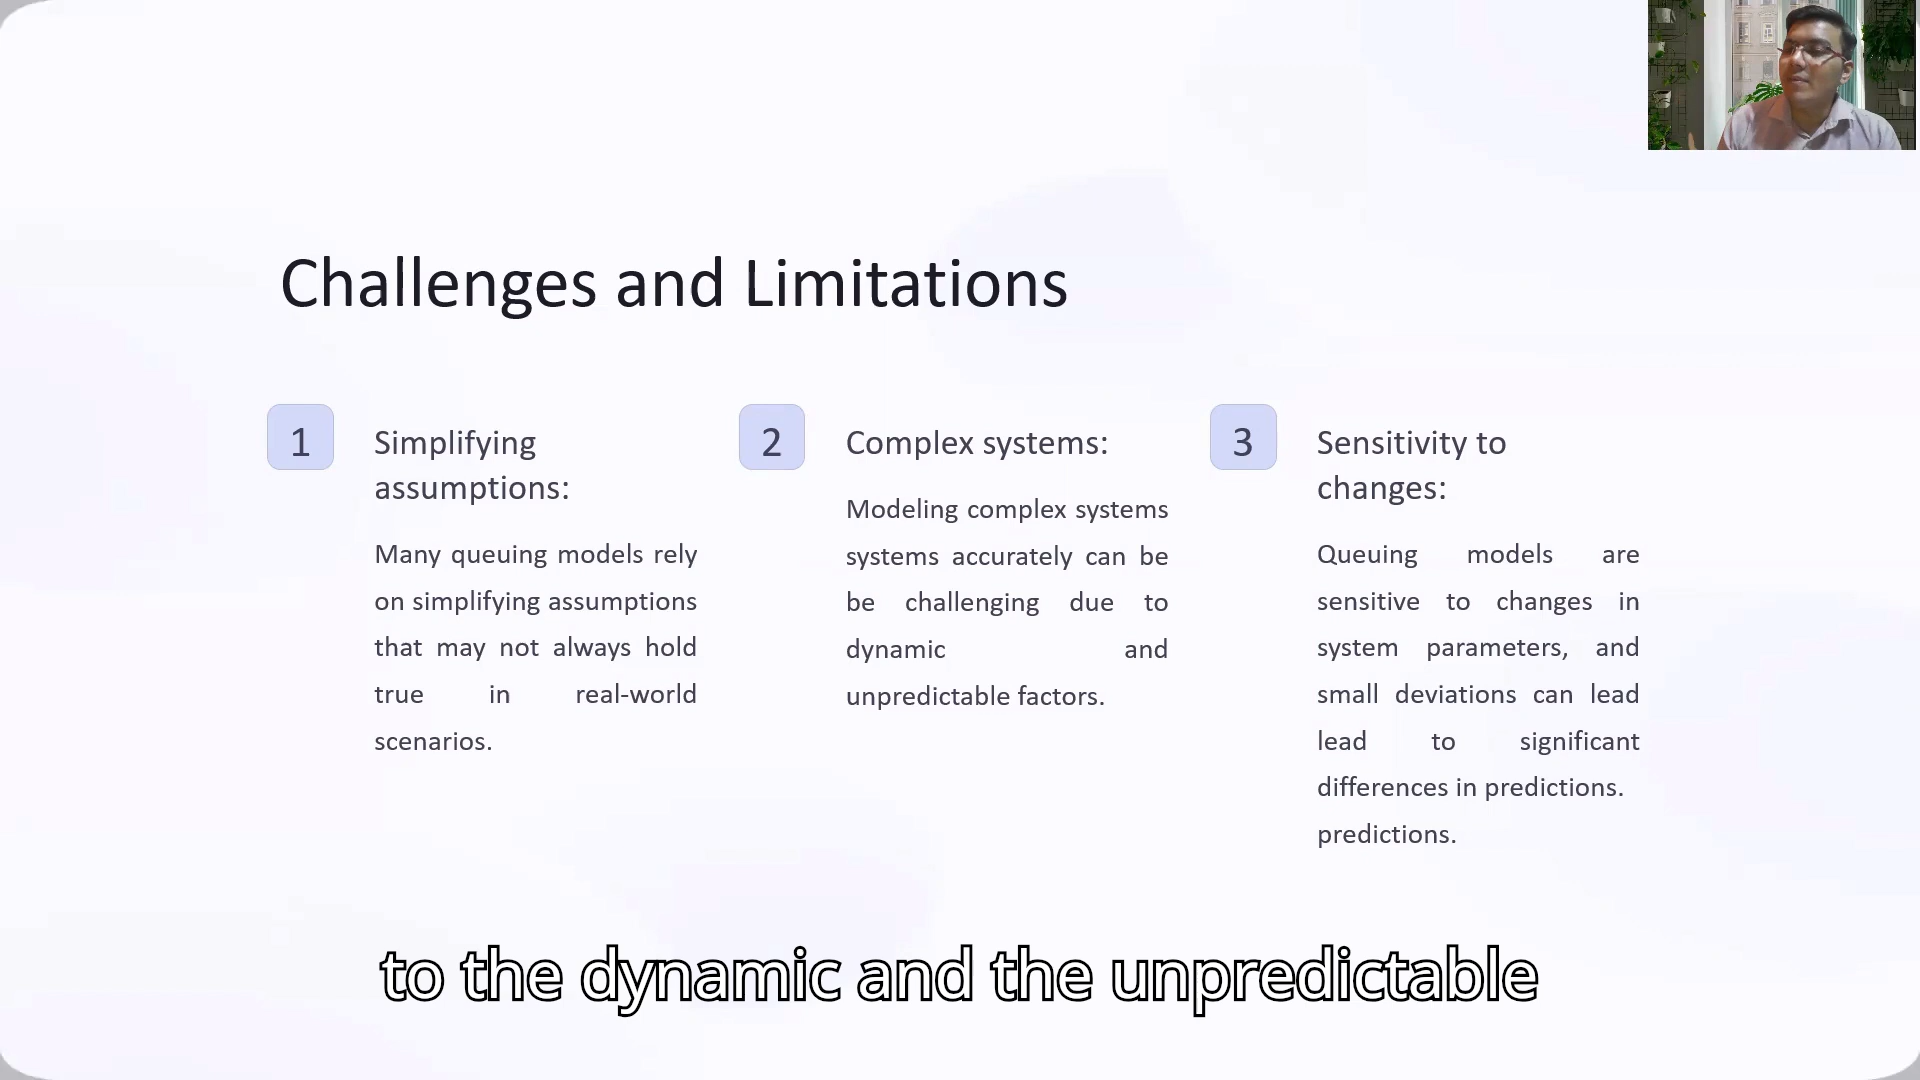 Challenges and Limitations
1
Simplifying
assumptions:
Many queuing models rely
on simplifying assumptions
that may not always hold
true in real-world
scenarios.
2
Complex systems:
Modeling complex systems
systems accurately can be
be challenging due to
dynamic and
unpredictable factors.
3
Sensitivity to
changes:
Queuing models are
sensitive to changes in
system parameters, and
small deviations can lead
lead to significant
differences in predictions.
predictions.
to the dynamic and the unpredictable